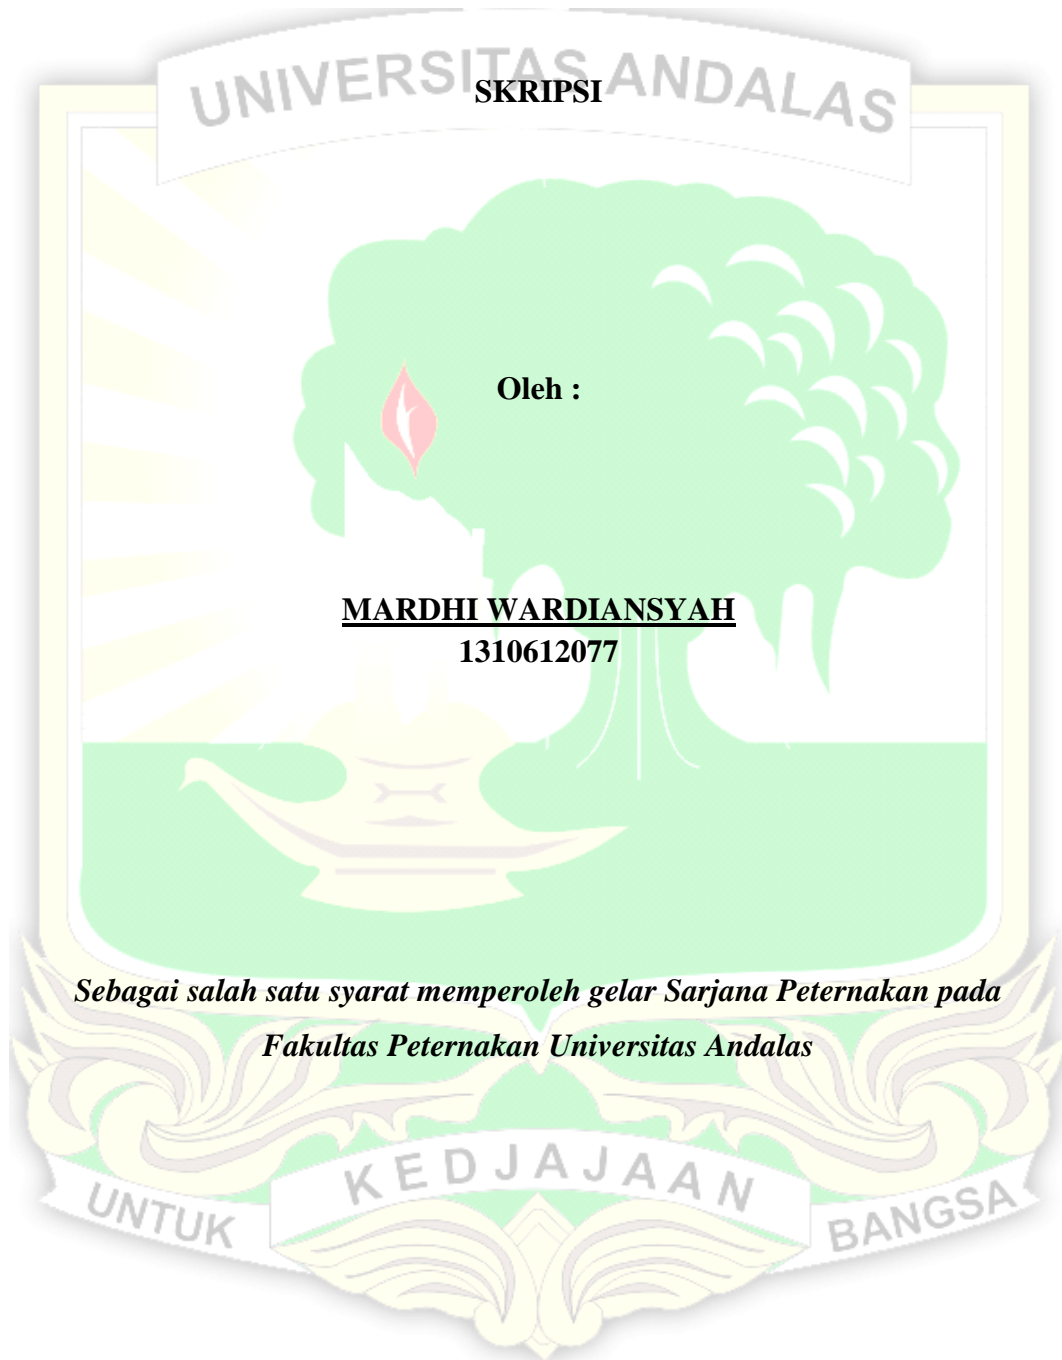 UNIVERSITAS ANDALAS
SKRIPSI
Oleh :
MARDHI WARDIANSYAH
1310612077
Sebagai salah satu syarat memperoleh gelar Sarjana Peternakan pada
Fakultas Peternakan Universitas Andalas
UNTUK KEDJAJAAN BANGSA